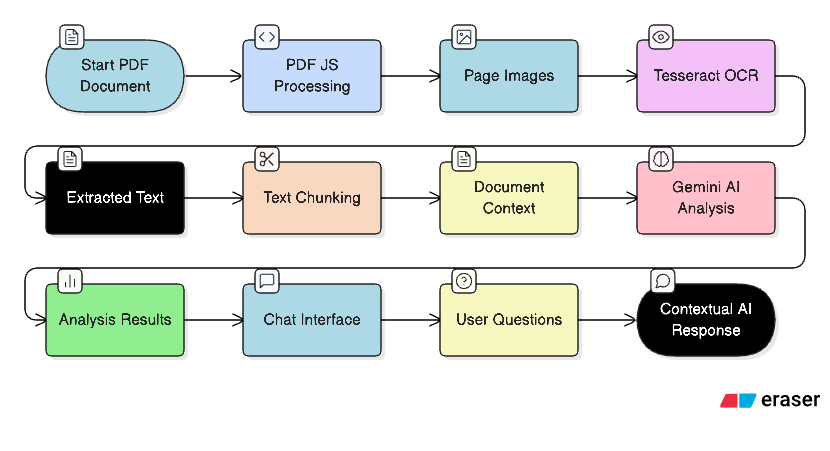 Start PDF
Document
PDF JS
Processing
Page Images
Tesseract OCR
Extracted Text
Text Chunking
Document
Context
Gemini AI
Analysis
Analysis Results
Chat Interface
User Questions
Contextual AI
Response
eraser